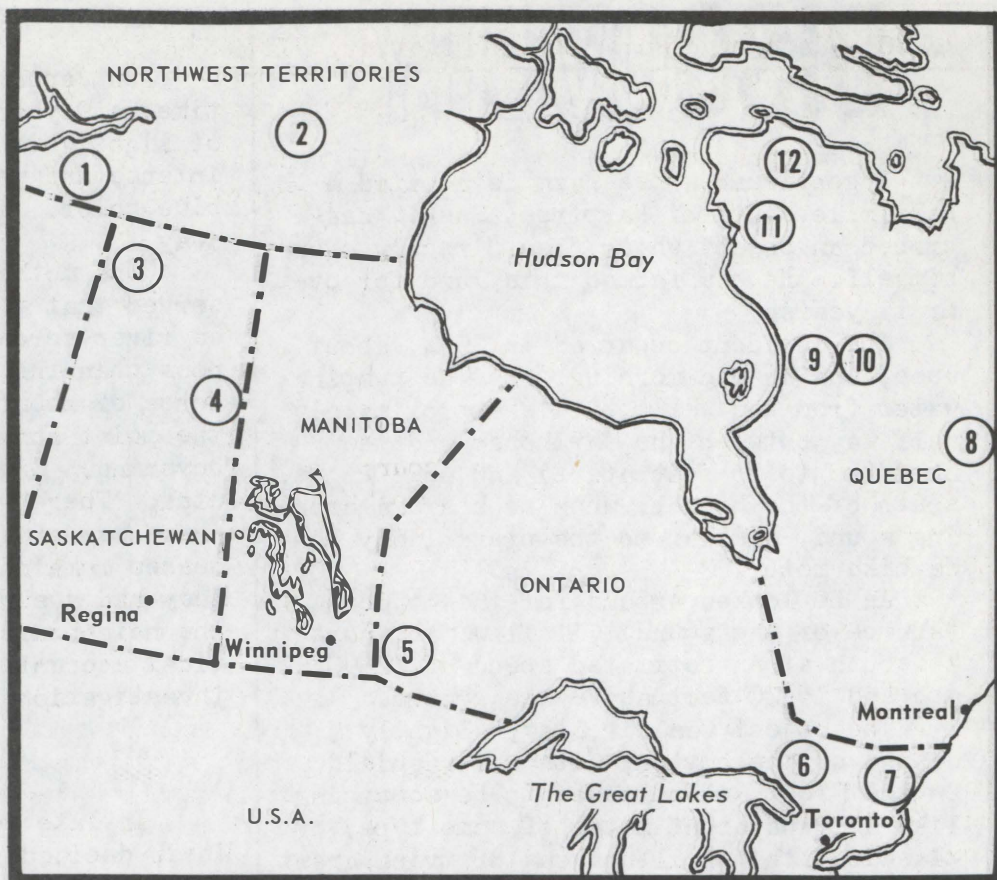 NORTHWEST TERRITORIES
2
1
12
3
11
Hudson Bay
9 10
4
MANITOBA
8
QUEBEC
SASKATCHEWAN
ONTARIO
Regina
Winnipeg
5
Montreal
6
7
The Great Lakes
U.S.A.
Toronto